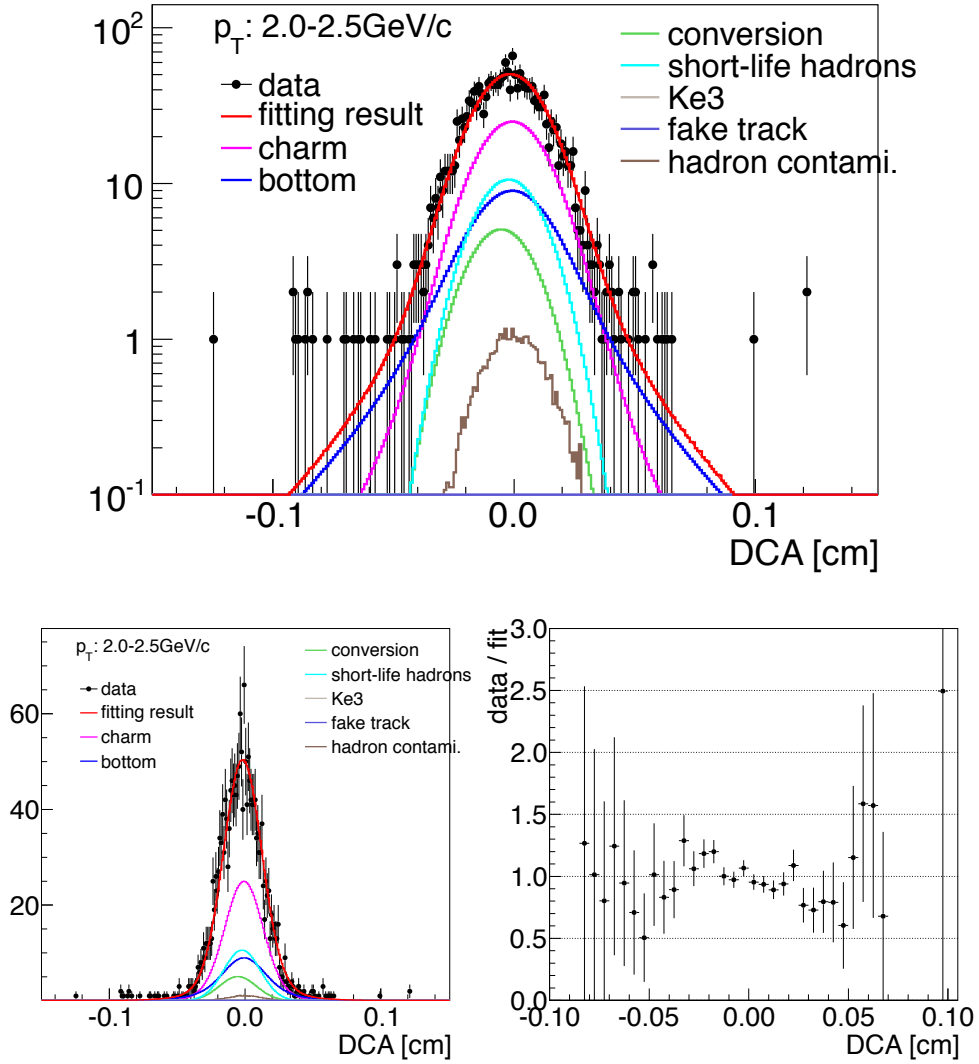 p_T: 2.0-2.5GeV/c
data
fitting result
charm
bottom
conversion
short-life hadrons
Ke3
fake track
hadron contami.
10^2
10
1
10^-1
-0.1 0.0 0.1
DCA [cm]
p_T: 2.0-2.5GeV/c
data
fitting result
charm
bottom
conversion
short-life hadrons
Ke3
fake track
hadron contami.
60
40
20
-0.1 0.0 0.1
DCA [cm]
data / fit
3.0
2.5
2.0
1.5
1.0
0.5
0.0
-0.10 -0.05 0.00 0.05 0.10
DCA [cm]